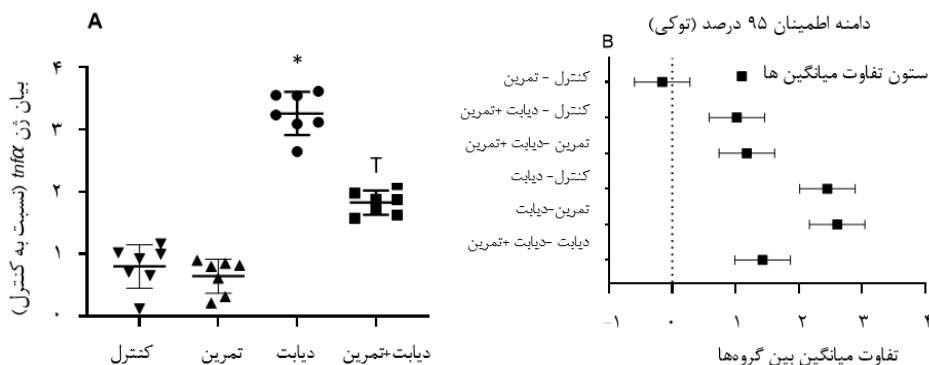 A
بیان ژن tnfα (نسبت به کنترل)
۴
۳
۲
۱
۰
*
T
کنترل
تمرین
دیابت
دیابت+تمرین
دامنه اطمینان ۹۵ درصد (توکی)
B
ستون تفاوت میانگین ها
کنترل - تمرین
کنترل - دیابت +تمرین
تمرین -دیابت +تمرین
کنترل- دیابت
تمرین-دیابت
دیابت -دیابت +تمرین
-۱
۰
۱
۲
۳
۴
تفاوت میانگین بین گروه‌ها